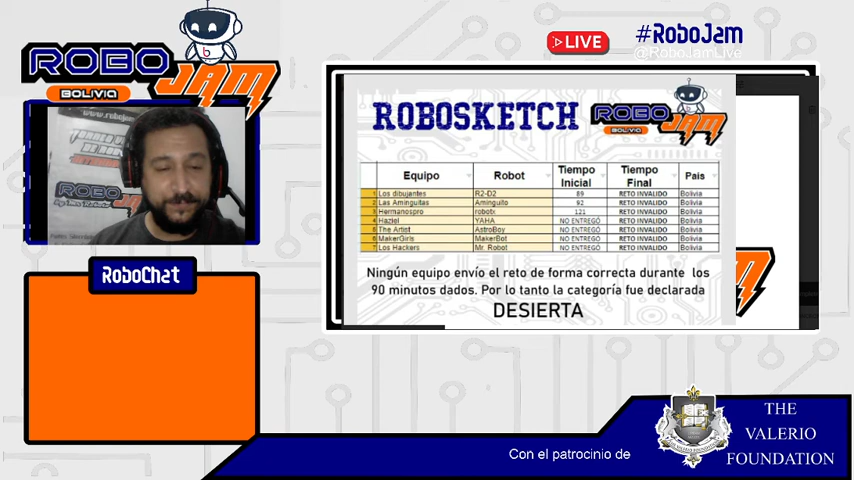 ROBO
JAM
BOLIVIA
LIVE
#RoboJam
@RoboJamLive
ROBOSKETCH
ROBO
JAM
BOLIVIA
Equipo Robot Tiempo Inicial Tiempo Final País
1 Los dibujantes R2-D2 89 RETO INVALIDO Bolivia
2 Las Aminguitas Aminguito 92 RETO INVALIDO Bolivia
3 Hermanospro robotx 121 RETO INVALIDO Bolivia
4 Haziel YAHA NO ENTREGÓ RETO INVALIDO Bolivia
5 The Artist AstroBoy NO ENTREGÓ RETO INVALIDO Bolivia
6 MakerGirls MakerBot NO ENTREGÓ RETO INVALIDO Bolivia
7 Los Hackers Mr. Robot NO ENTREGÓ RETO INVALIDO Bolivia
Ningún equipo envío el reto de forma correcta durante los
90 minutos dados. Por lo tanto la categoría fue declarada
DESIERTA
RoboChat
Con el patrocinio de
THE
VALERIO
FOUNDATION